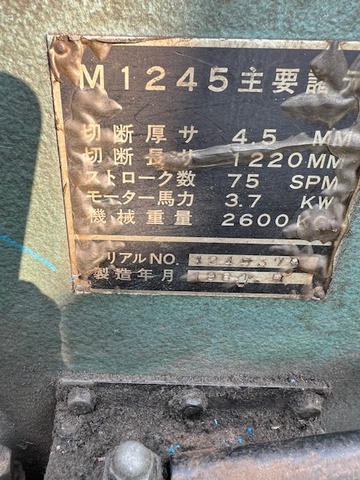 M1245主要諸元
切断厚サ 4.5 MM
切断長サ 1220MM
ストローク数 75 SPM
モーター馬力 3.7 KW
機械重量 2600KG
シリアルNO.
製造年月